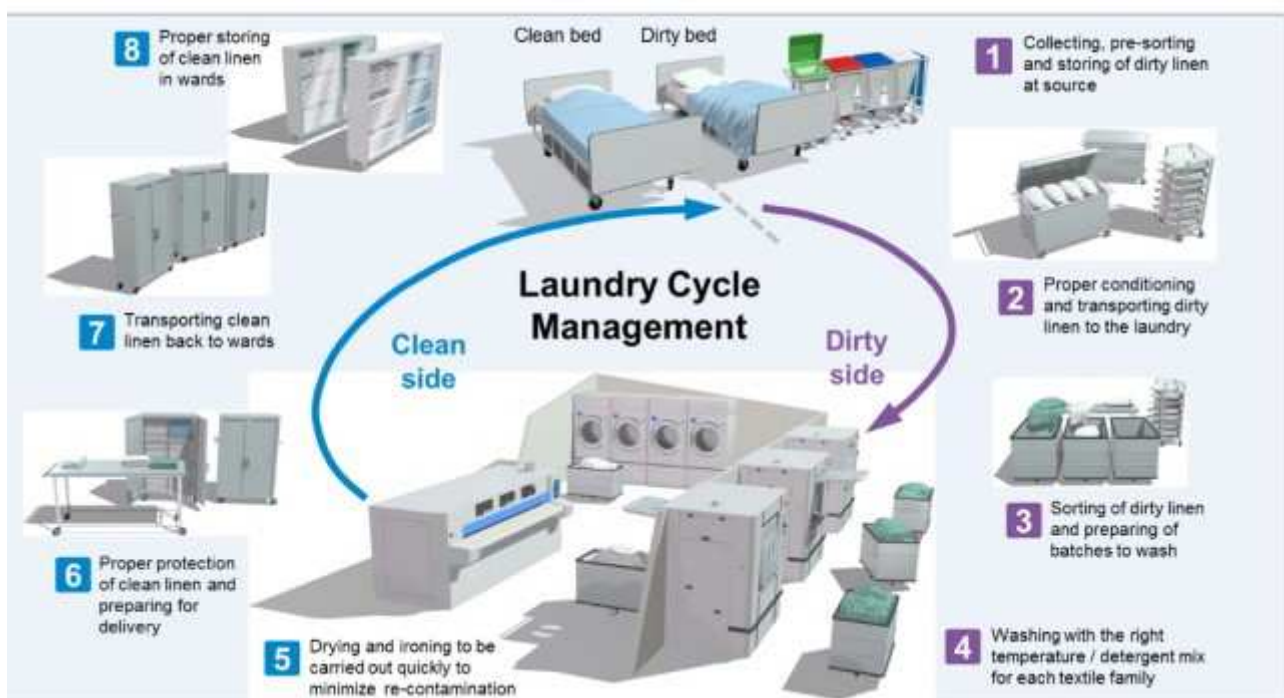 Clean bed
Dirty bed
1
Collecting, pre-sorting
and storing of dirty linen
at source
2
Proper conditioning
and transporting dirty
linen to the laundry
3
Sorting of dirty linen
and preparing of
batches to wash
4
Washing with the right
temperature / detergent mix
for each textile family
5
Drying and ironing to be
carried out quickly to
minimize re-contamination
6
Proper protection
of clean linen and
preparing for
delivery
7
Transporting clean
linen back to wards
8
Proper storing
of clean linen
in wards
Laundry Cycle
Management
Clean
side
Dirty
side